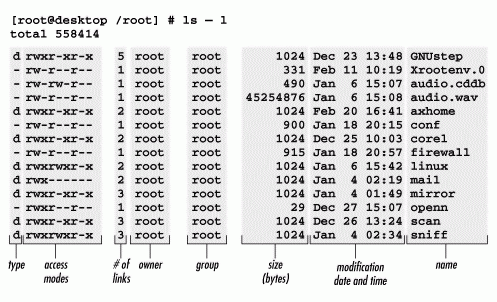 [root@desktop /root] # ls – l
total 558414
d rwxr-xr-x 5 root root 1024 Dec 23 13:48 GNUstep
- rw-r--r-- 1 root root 331 Feb 11 10:19 Xrootenv.0
- rw-rw-r-- 1 root root 490 Jan 6 15:07 audio.cddb
- rw-r--r-- 1 root root 45254876 Jan 6 15:08 audio.wav
d rwxr-xr-x 2 root root 1024 Feb 20 16:41 axhome
- rw-r--r-- 1 root root 900 Jan 18 20:15 conf
d rwxr-xr-x 2 root root 1024 Dec 25 10:03 corel
- rw-r--r-- 1 root root 915 Jan 18 20:57 firewall
d rwxrwxr-x 2 root root 1024 Jan 6 15:42 linux
d rwx------ 2 root root 1024 Jan 4 02:19 mail
d rwxr-xr-x 3 root root 1024 Jan 4 01:49 mirror
- rwxr--r-- 1 root root 29 Dec 27 15:07 openn
d rwxr-xr-x 3 root root 1024 Dec 26 13:24 scan
d rwxrwxr-x 3 root root 1024 Jan 4 02:34 sniff
type access modes # of links owner group size (bytes) modification date and time name